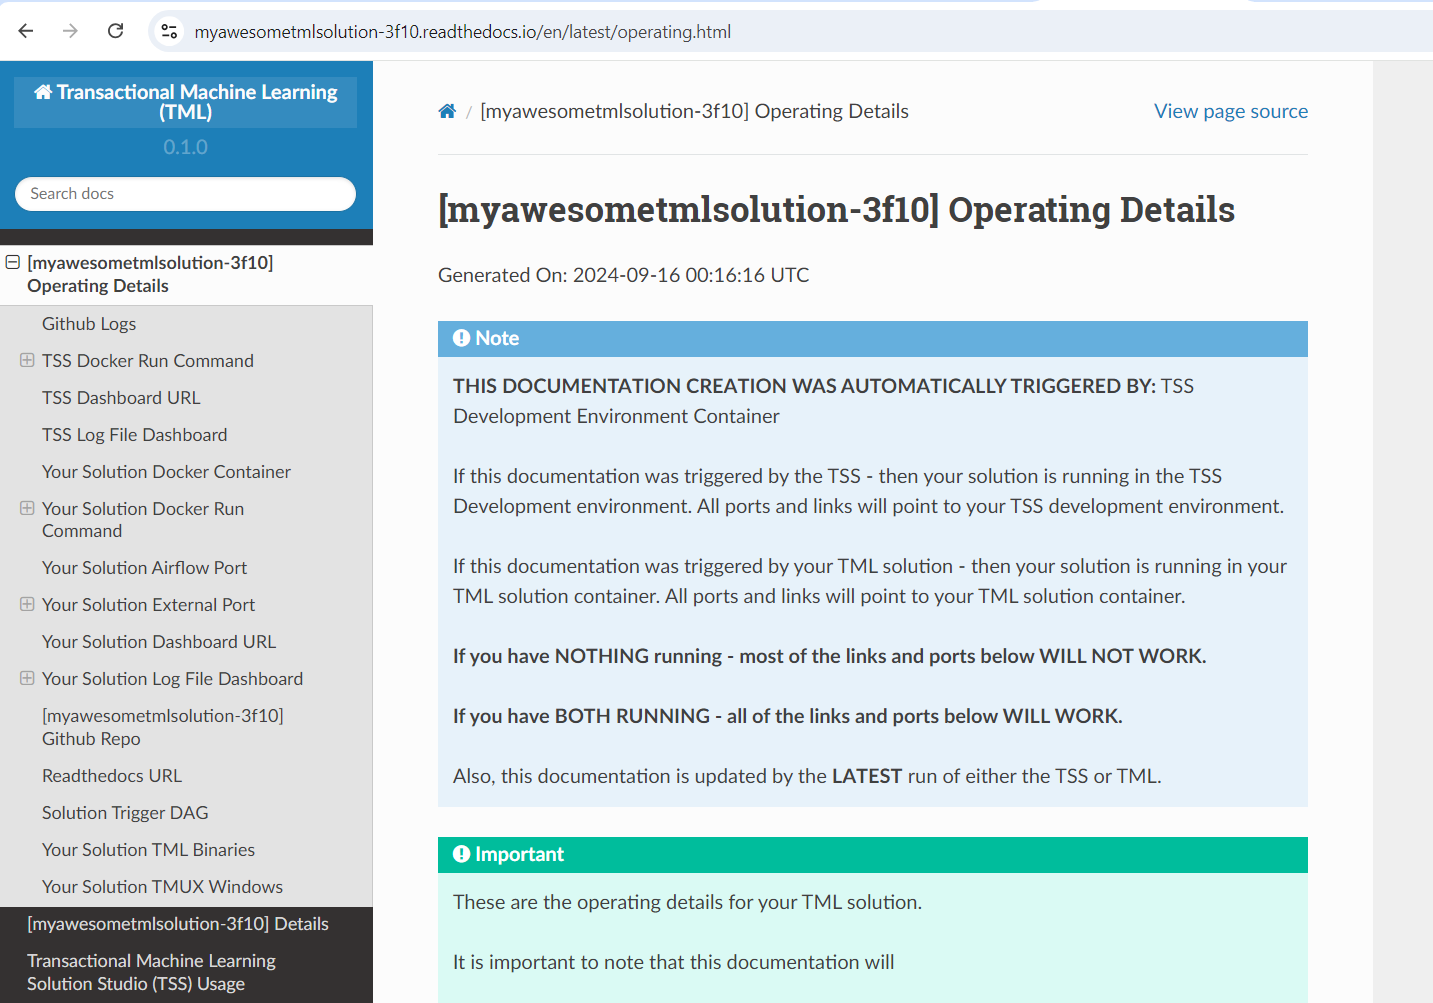 myawesometmlsolution-3f10.readthedocs.io/en/latest/operating.html
Transactional Machine Learning
(TML)
0.1.0
Search docs
[myawesometmlsolution-3f10]
Operating Details
Github Logs
TSS Docker Run Command
TSS Dashboard URL
TSS Log File Dashboard
Your Solution Docker Container
Your Solution Docker Run
Command
Your Solution Airflow Port
Your Solution External Port
Your Solution Dashboard URL
Your Solution Log File Dashboard
[myawesometmlsolution-3f10]
Github Repo
Readthedocs URL
Solution Trigger DAG
Your Solution TML Binaries
Your Solution TMUX Windows
[myawesometmlsolution-3f10] Details
Transactional Machine Learning
Solution Studio (TSS) Usage
/ [myawesometmlsolution-3f10] Operating Details
View page source
[myawesometmlsolution-3f10] Operating Details
Generated On: 2024-09-16 00:16:16 UTC
Note
THIS DOCUMENTATION CREATION WAS AUTOMATICALLY TRIGGERED BY: TSS
Development Environment Container
If this documentation was triggered by the TSS - then your solution is running in the TSS
Development environment. All ports and links will point to your TSS development environment.
If this documentation was triggered by your TML solution - then your solution is running in your
TML solution container. All ports and links will point to your TML solution container.
If you have NOTHING running - most of the links and ports below WILL NOT WORK.
If you have BOTH RUNNING - all of the links and ports below WILL WORK.
Also, this documentation is updated by the LATEST run of either the TSS or TML.
Important
These are the operating details for your TML solution.
It is important to note that this documentation will